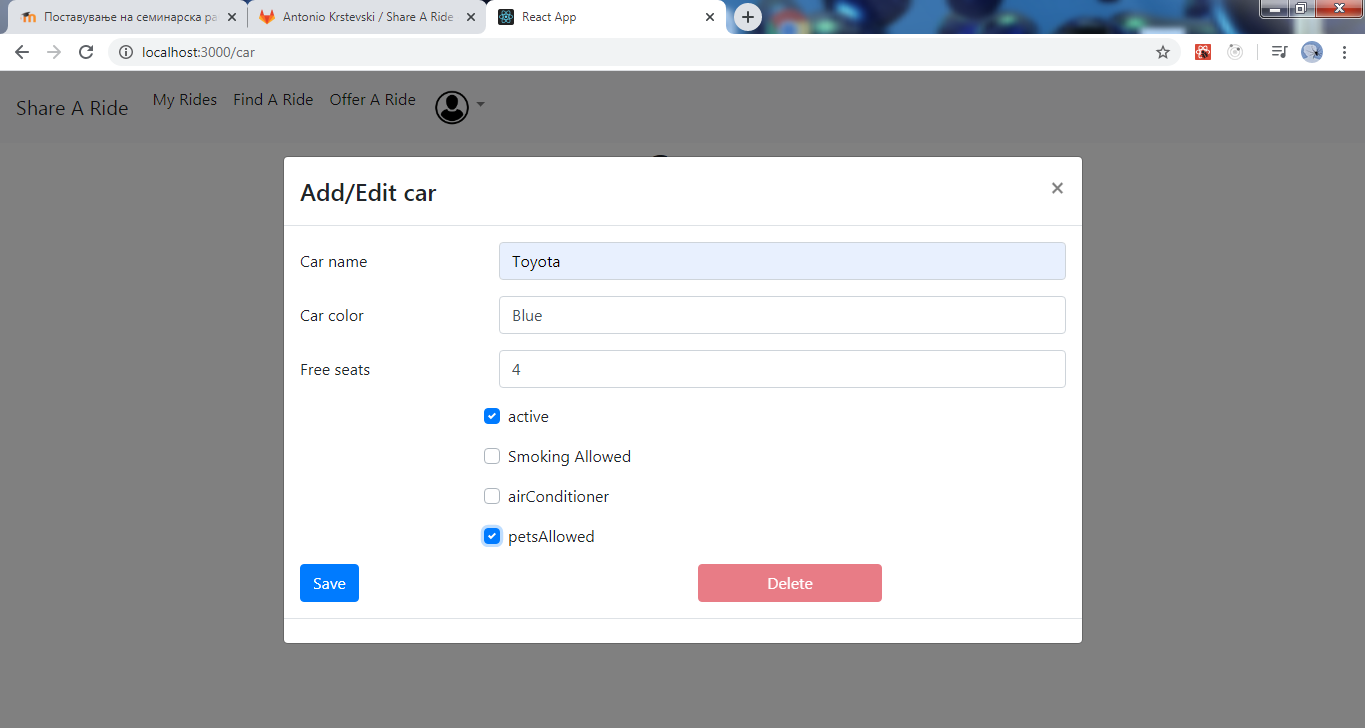 Поставување на семинарска ра
Antonio Krstevski / Share A Ride
React App
localhost:3000/car
Share A Ride My Rides Find A Ride Offer A Ride
Add/Edit car
Car name Toyota
Car color Blue
Free seats 4
active
Smoking Allowed
airConditioner
petsAllowed
Save Delete